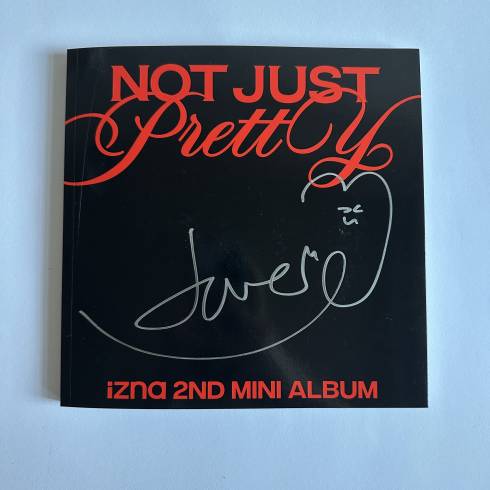 NOT JUST
Pretty
izna 2ND MINI ALBUM